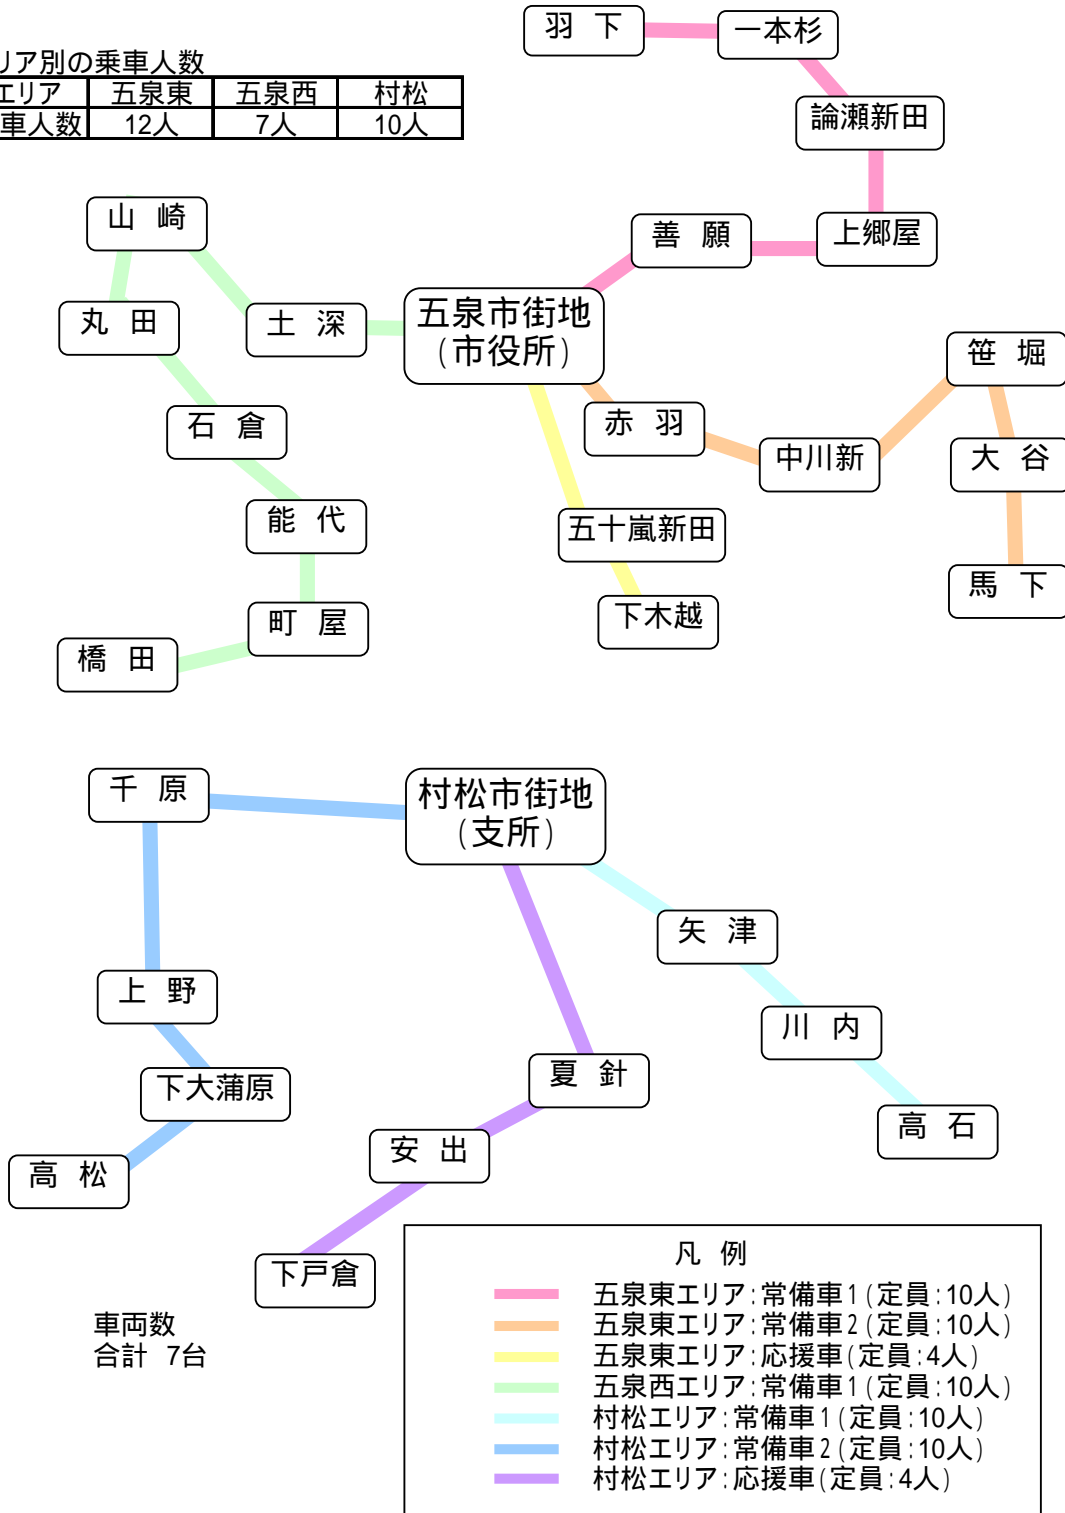 羽 下
一本杉
リア別の乗車人数
エリア 五泉東 五泉西 村松
車人数 12人 7人 10人
論瀬新田
山 崎
善 願
上郷屋
丸 田
土 深
五泉市街地
(市役所)
笹 堀
石 倉
赤 羽
中川新
大 谷
能 代
五十嵐新田
馬 下
町 屋
下木越
橋 田
千 原
村松市街地
(支所)
矢 津
上 野
川 内
下大蒲原
夏 針
高 石
安 出
高 松
下戸倉
車両数
合計 7台
凡 例
五泉東エリア:常備車1(定員:10人)
五泉東エリア:常備車2(定員:10人)
五泉東エリア:応援車(定員:4人)
五泉西エリア:常備車1(定員:10人)
村松エリア:常備車1(定員:10人)
村松エリア:常備車2(定員:10人)
村松エリア:応援車(定員:4人)